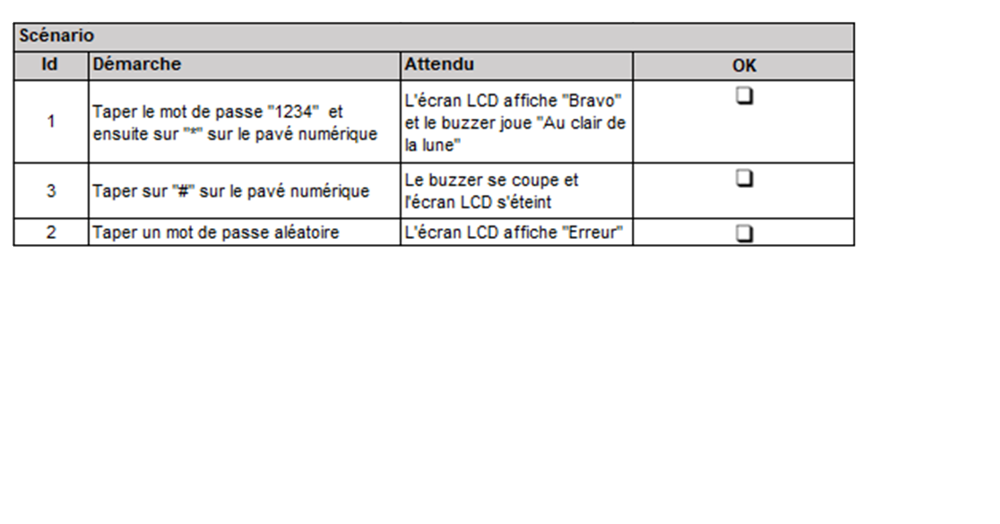 Scénario
Id Démarche Attendu OK
1 Taper le mot de passe "1234" et ensuite sur "*" sur le pavé numérique L'écran LCD affiche "Bravo" et le buzzer joue "Au clair de la lune" ❑
3 Taper sur "#" sur le pavé numérique Le buzzer se coupe et l'écran LCD s'éteint ❑
2 Taper un mot de passe aléatoire L'écran LCD affiche "Erreur" ❑